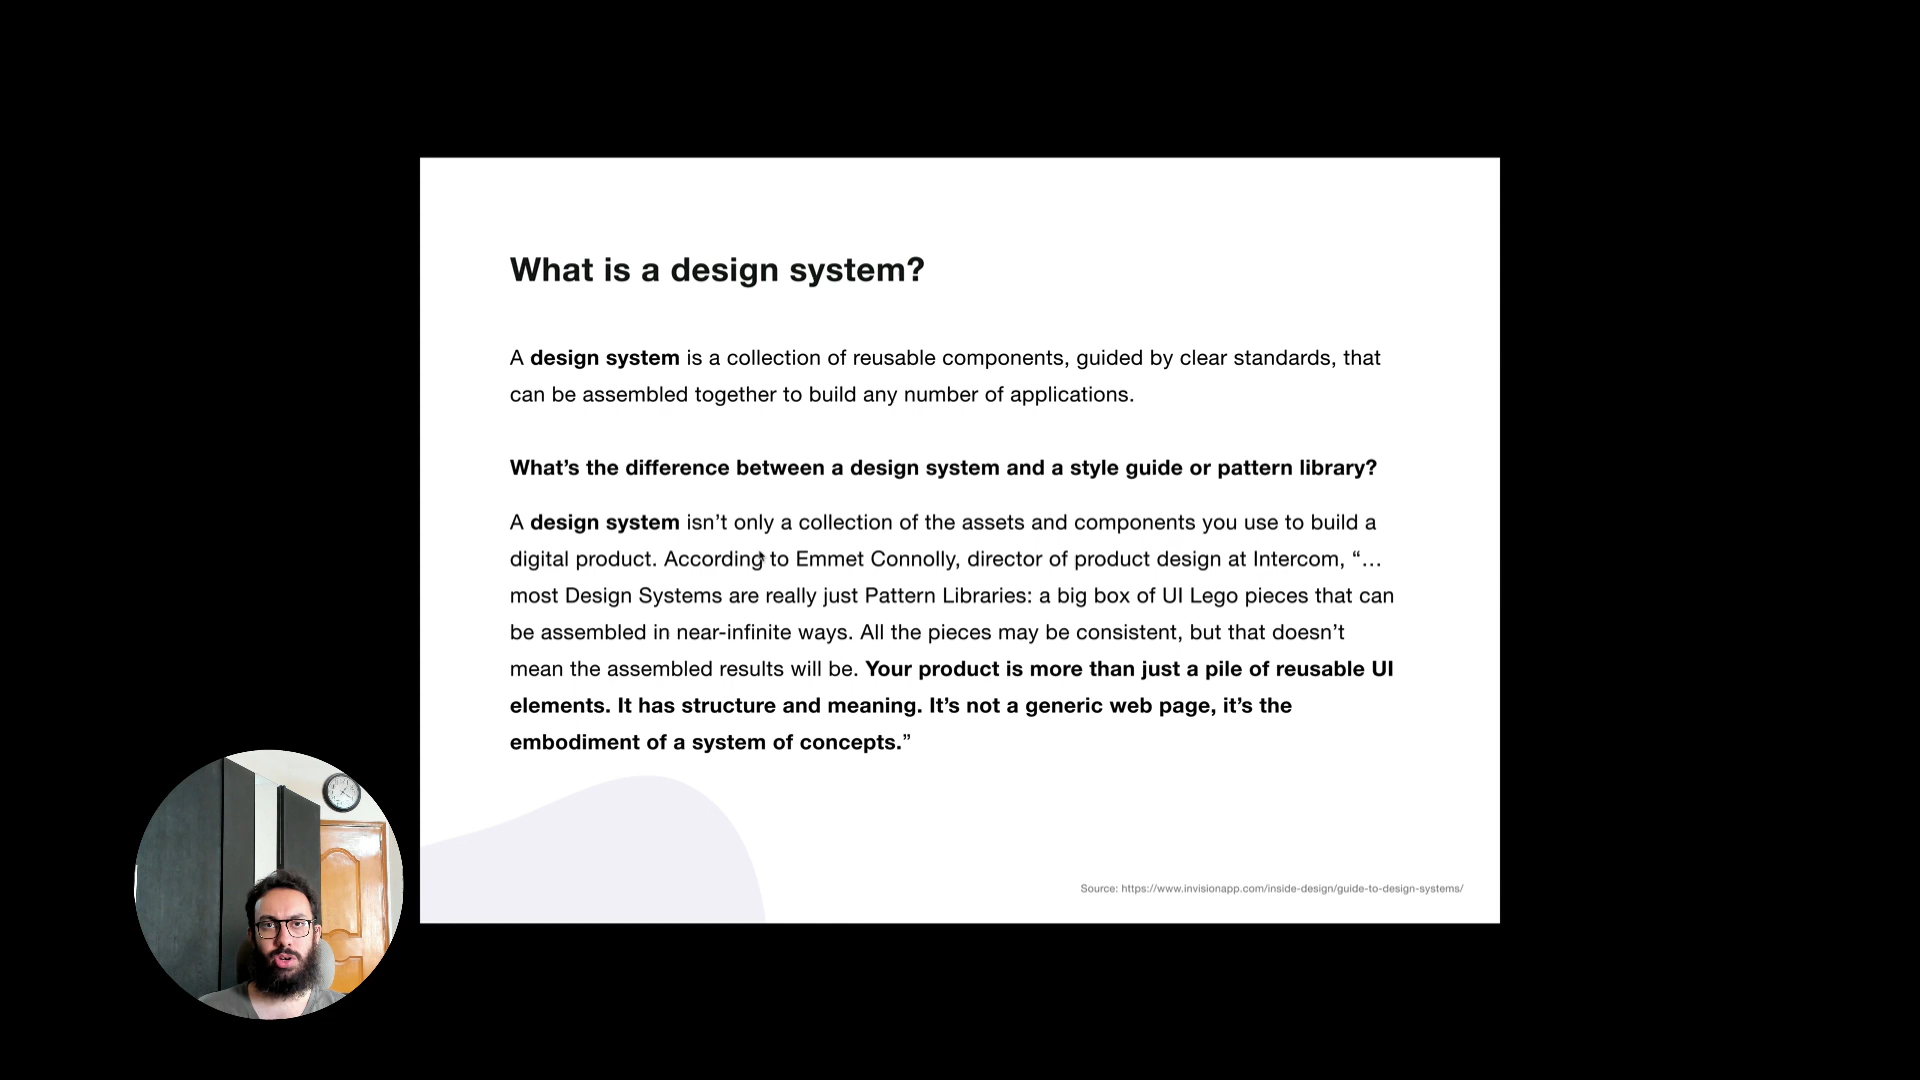 What is a design system?
A design system is a collection of reusable components, guided by clear standards, that
can be assembled together to build any number of applications.
What’s the difference between a design system and a style guide or pattern library?
A design system isn’t only a collection of the assets and components you use to build a
digital product. According to Emmet Connolly, director of product design at Intercom, “…
most Design Systems are really just Pattern Libraries: a big box of UI Lego pieces that can
be assembled in near-infinite ways. All the pieces may be consistent, but that doesn’t
mean the assembled results will be. Your product is more than just a pile of reusable UI
elements. It has structure and meaning. It’s not a generic web page, it’s the
embodiment of a system of concepts.”
Source: https://www.invisionapp.com/inside-design/guide-to-design-systems/